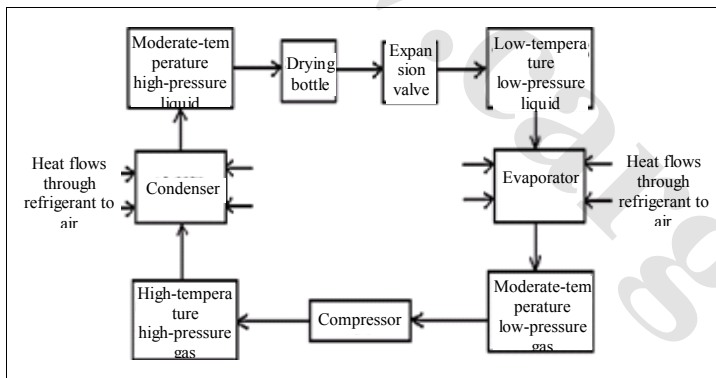 Moderate-tem
perature
high-pressure
liquid
Drying
bottle
Expan
sion
valve
Low-tempera
ture
low-pressure
liquid
Heat flows
through
refrigerant to
air
Condenser
Evaporator
Heat flows
through
refrigerant to
air
High-tempera
ture
high-pressure
gas
Compressor
Moderate-tem
perature
low-pressure
gas